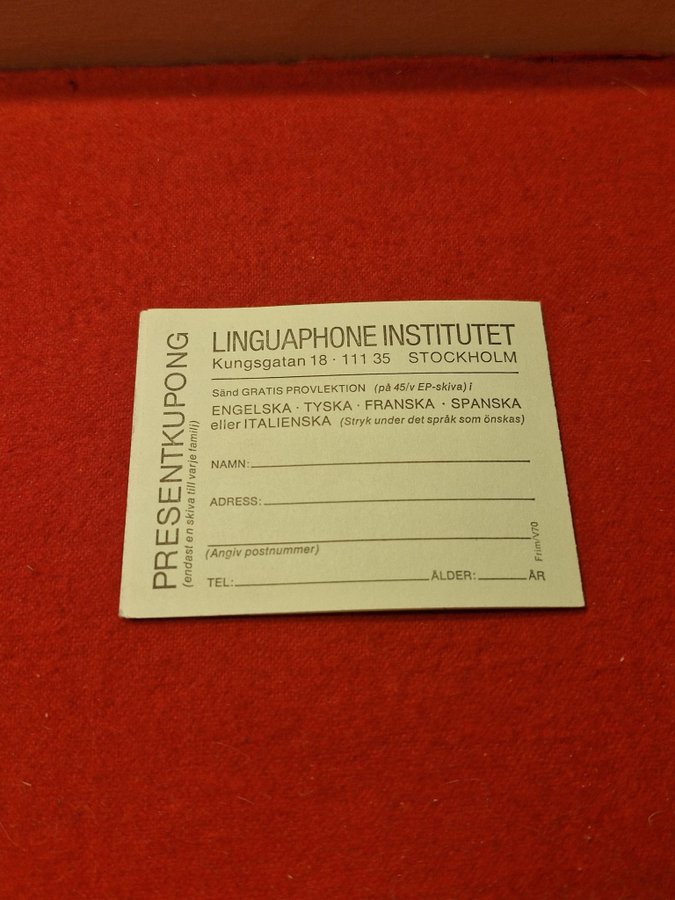 PRESENTKUPONG
(endast en skiva till varje familj)
LINGUAPHONE INSTITUTET
Kungsgatan 18 · 111 35 STOCKHOLM
Sänd GRATIS PROVLEKTION (på 45/v EP-skiva) i
ENGELSKA · TYSKA · FRANSKA · SPANSKA
eller ITALIENSKA (Stryk under det språk som önskas)
NAMN:
ADRESS:
(Angiv postnummer)
TEL: ÅLDER: ÅR
Frim/V70